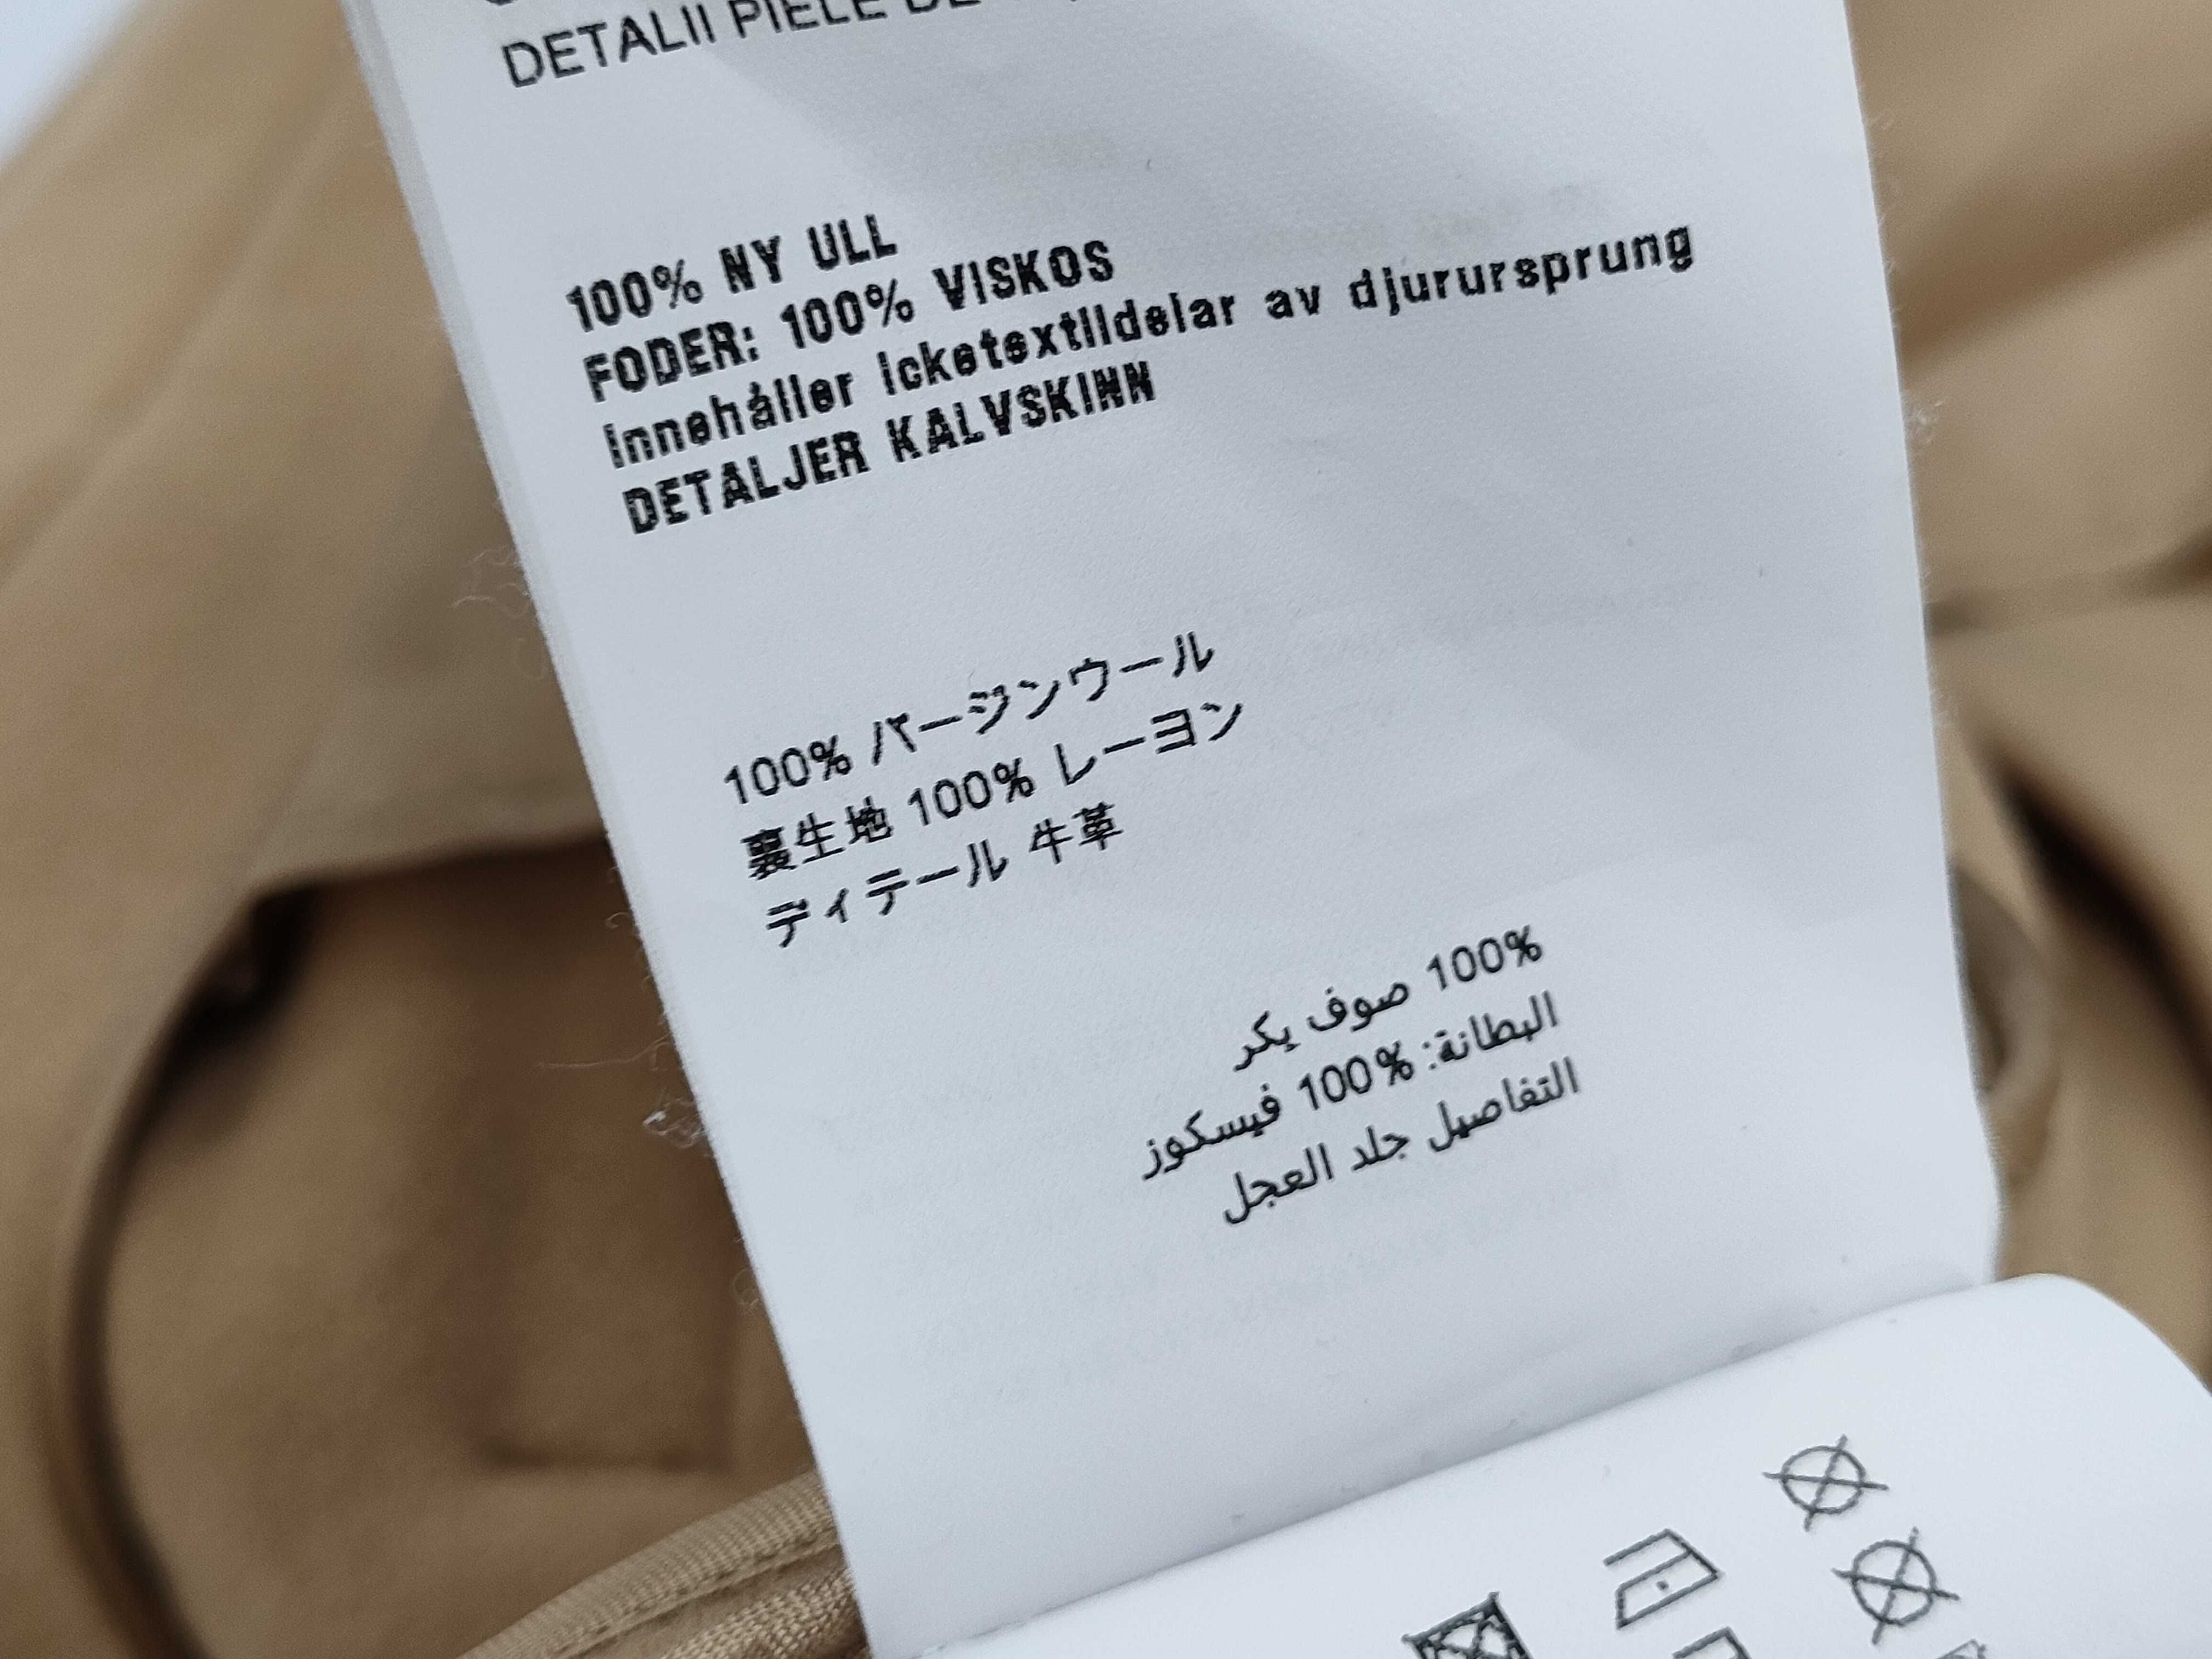 DETALII PIELE DE
100% NY ULL
FODER: 100% VISKOS
Innehåller icketextildelar av djurursprung
DETALJER KALVSKINN
100% バージンウール
裏生地 100% レーヨン
ディテール 牛革
100% صوف بكر
البطانة: %100 فيسكوز
التفاصيل جلد العجل